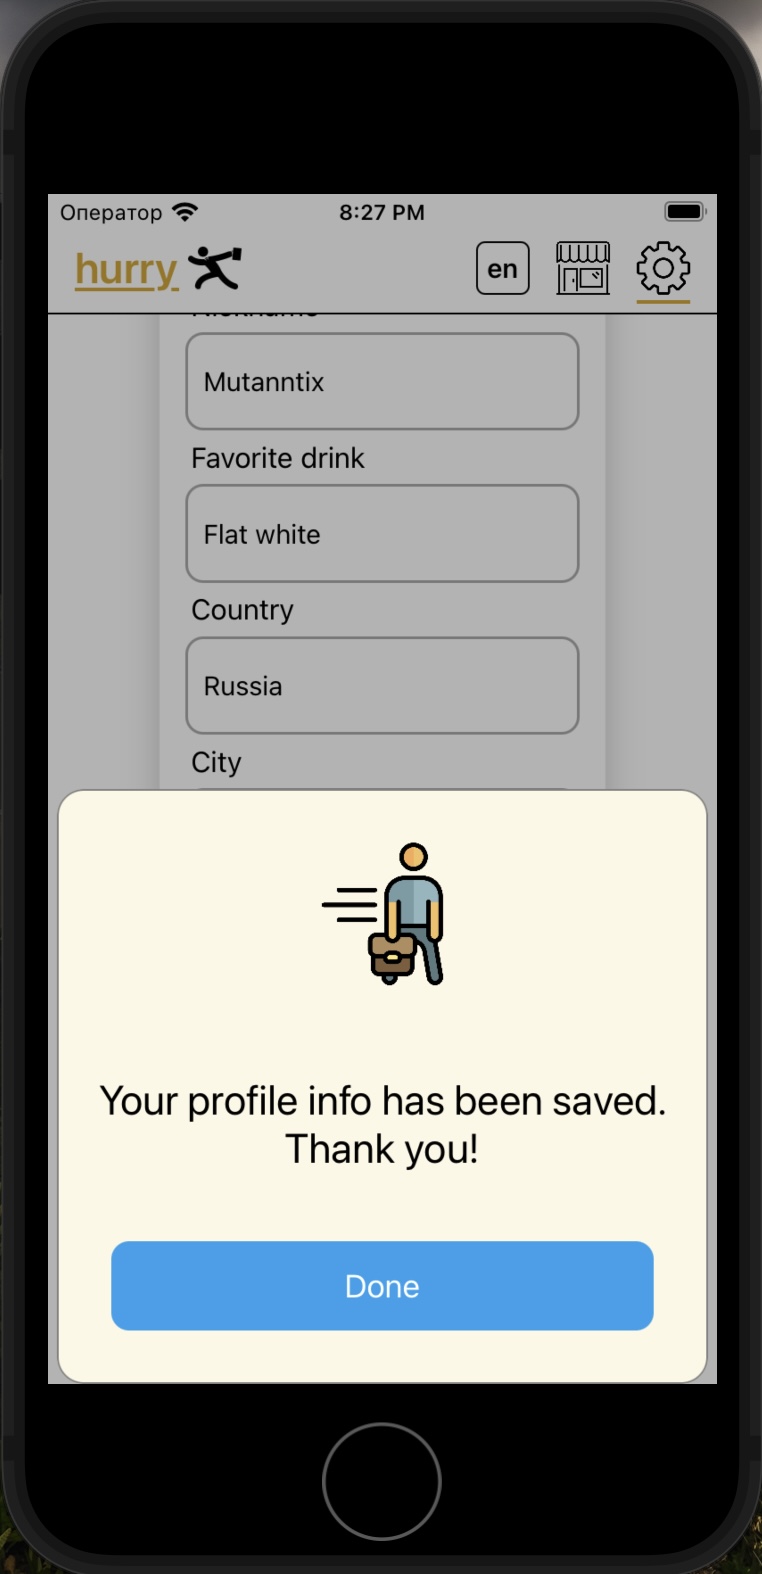 Оператор
8:27 PM
hurry
en
Nickname
Mutanntix
Favorite drink
Flat white
Country
Russia
City
Your profile info has been saved.
Thank you!
Done